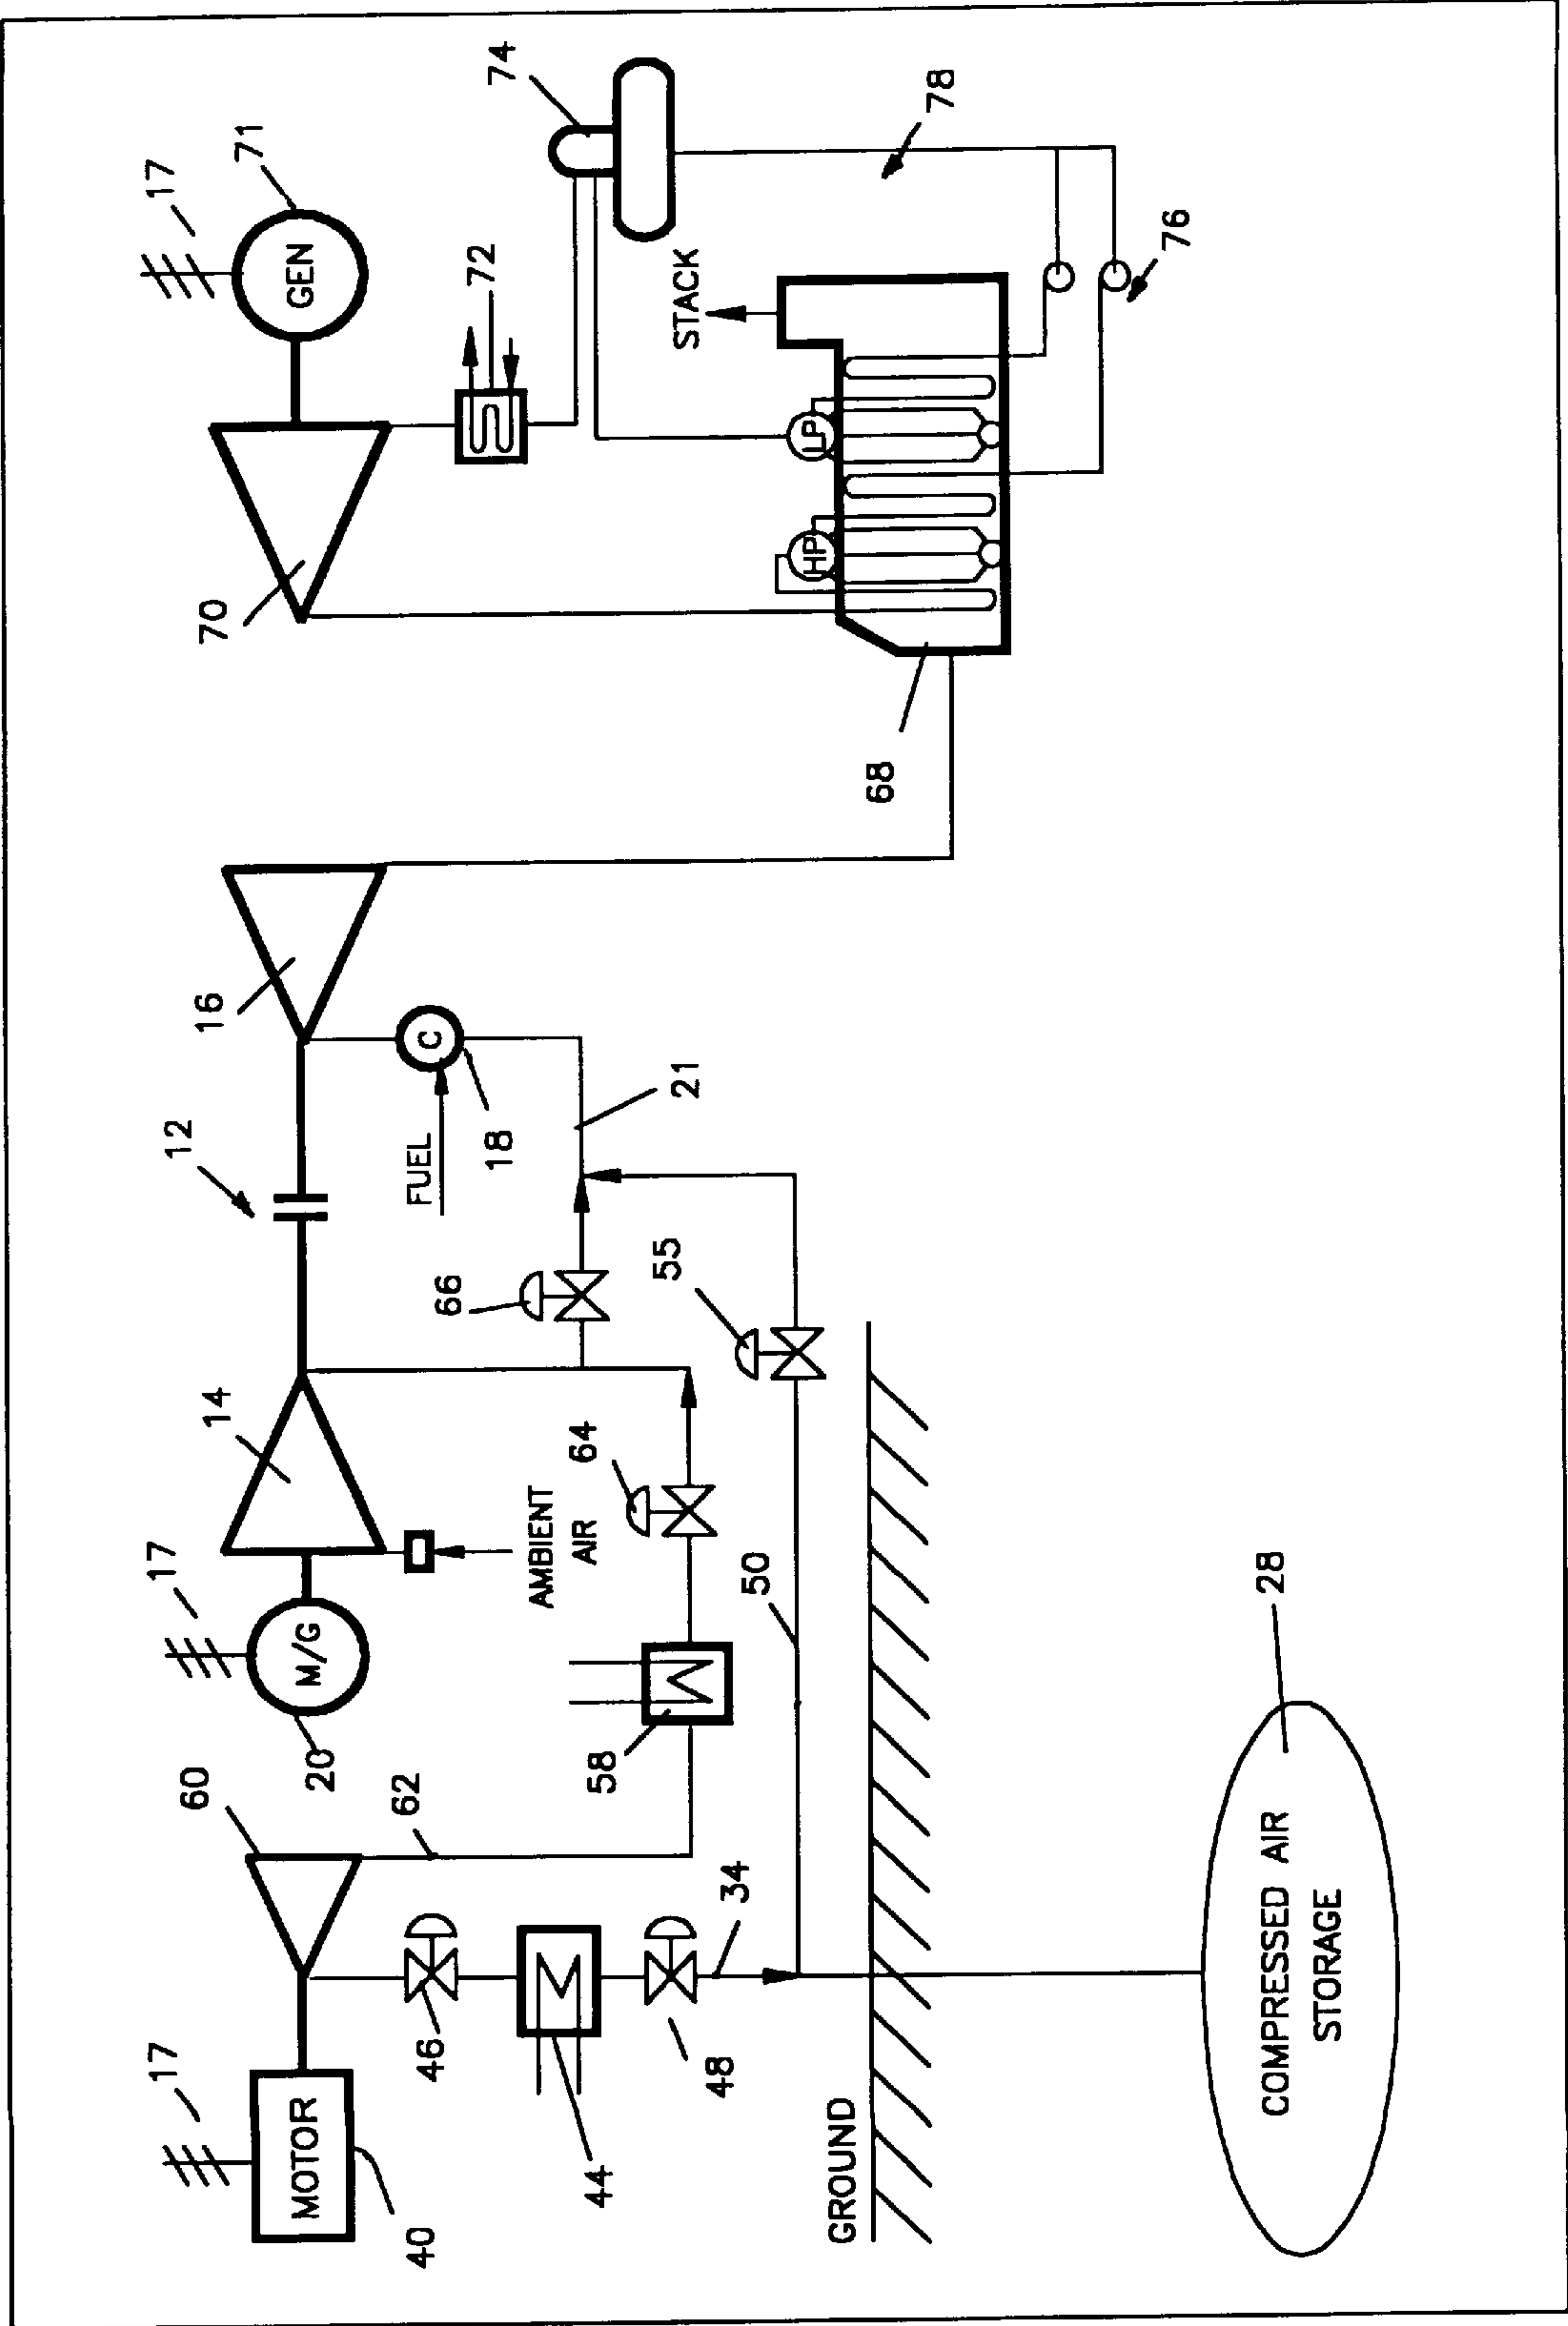 17
17
12
17
60
14
16
70
71
MOTOR
20
M/G
GEN
40
46
62
FUEL
C
66
18
72
74
AMBIENT
AIR
64
44
58
55
21
STACK
48
34
50
HP
LP
GROUND
68
78
76
COMPRESSED AIR
28
STORAGE